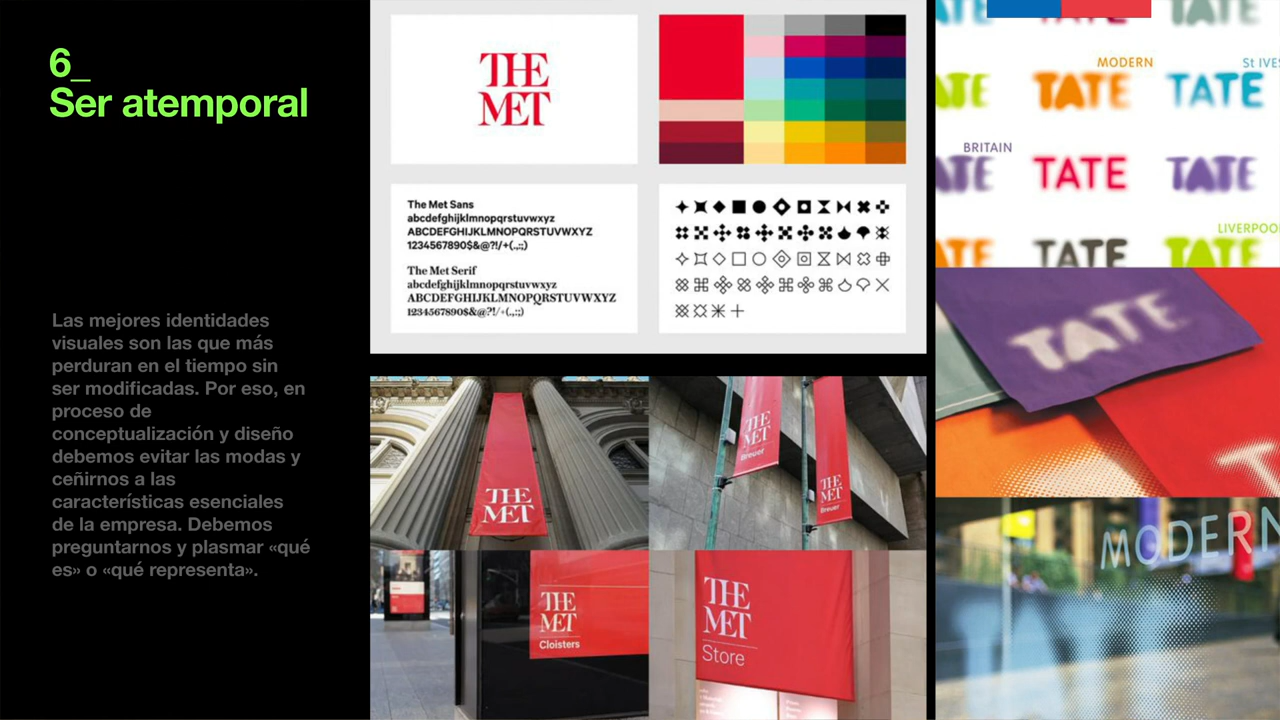 6_
Ser atemporal
Las mejores identidades
visuales son las que más
perduran en el tiempo sin
ser modificadas. Por eso, en
proceso de
conceptualización y diseño
debemos evitar las modas y
ceñirnos a las
características esenciales
de la empresa. Debemos
preguntarnos y plasmar «qué
es» o «qué representa».
THE
MET
The Met Sans
abcdefghijklmnopqrstuvwxyz
ABCDEFGHIJKLMNOPQRSTUVWXYZ
1234567890$&@?!/+(.,:;)
The Met Serif
abcdefghijklmnopqrstuvwxyz
ABCDEFGHIJKLMNOPQRSTUVWXYZ
1234567890$&@?!/+(.,:;)
THE
MET
THE
MET
Breuer
THE
MET
Breuer
THE
MET
Cloisters
THE
MET
Store
MODERN
St IVES
TATE
TATE
BRITAIN
TATE
TATE
LIVERPOOL
TATE
TATE
TATE
MODERN
TATE